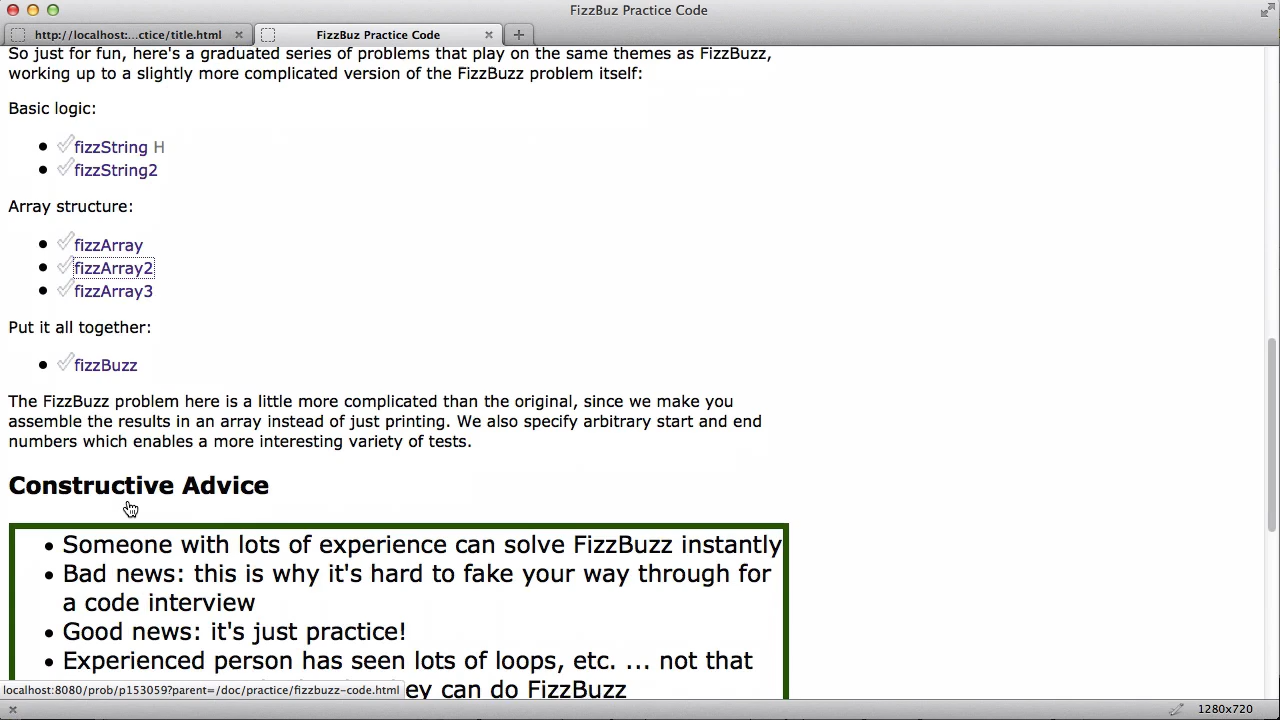 FizzBuz Practice Code
http://localhost:...ctice/title.html
FizzBuz Practice Code
So just for fun, here's a graduated series of problems that play on the same themes as FizzBuzz,
working up to a slightly more complicated version of the FizzBuzz problem itself:
Basic logic:
fizzString H
fizzString2
Array structure:
fizzArray
fizzArray2
fizzArray3
Put it all together:
fizzBuzz
The FizzBuzz problem here is a little more complicated than the original, since we make you
assemble the results in an array instead of just printing. We also specify arbitrary start and end
numbers which enables a more interesting variety of tests.
Constructive Advice
Someone with lots of experience can solve FizzBuzz instantly
Bad news: this is why it's hard to fake your way through for
a code interview
Good news: it's just practice!
Experienced person has seen lots of loops, etc. ... not that
ey can do FizzBuzz
localhost:8080/prob/p153059?parent=/doc/practice/fizzbuzz-code.html
1280x720